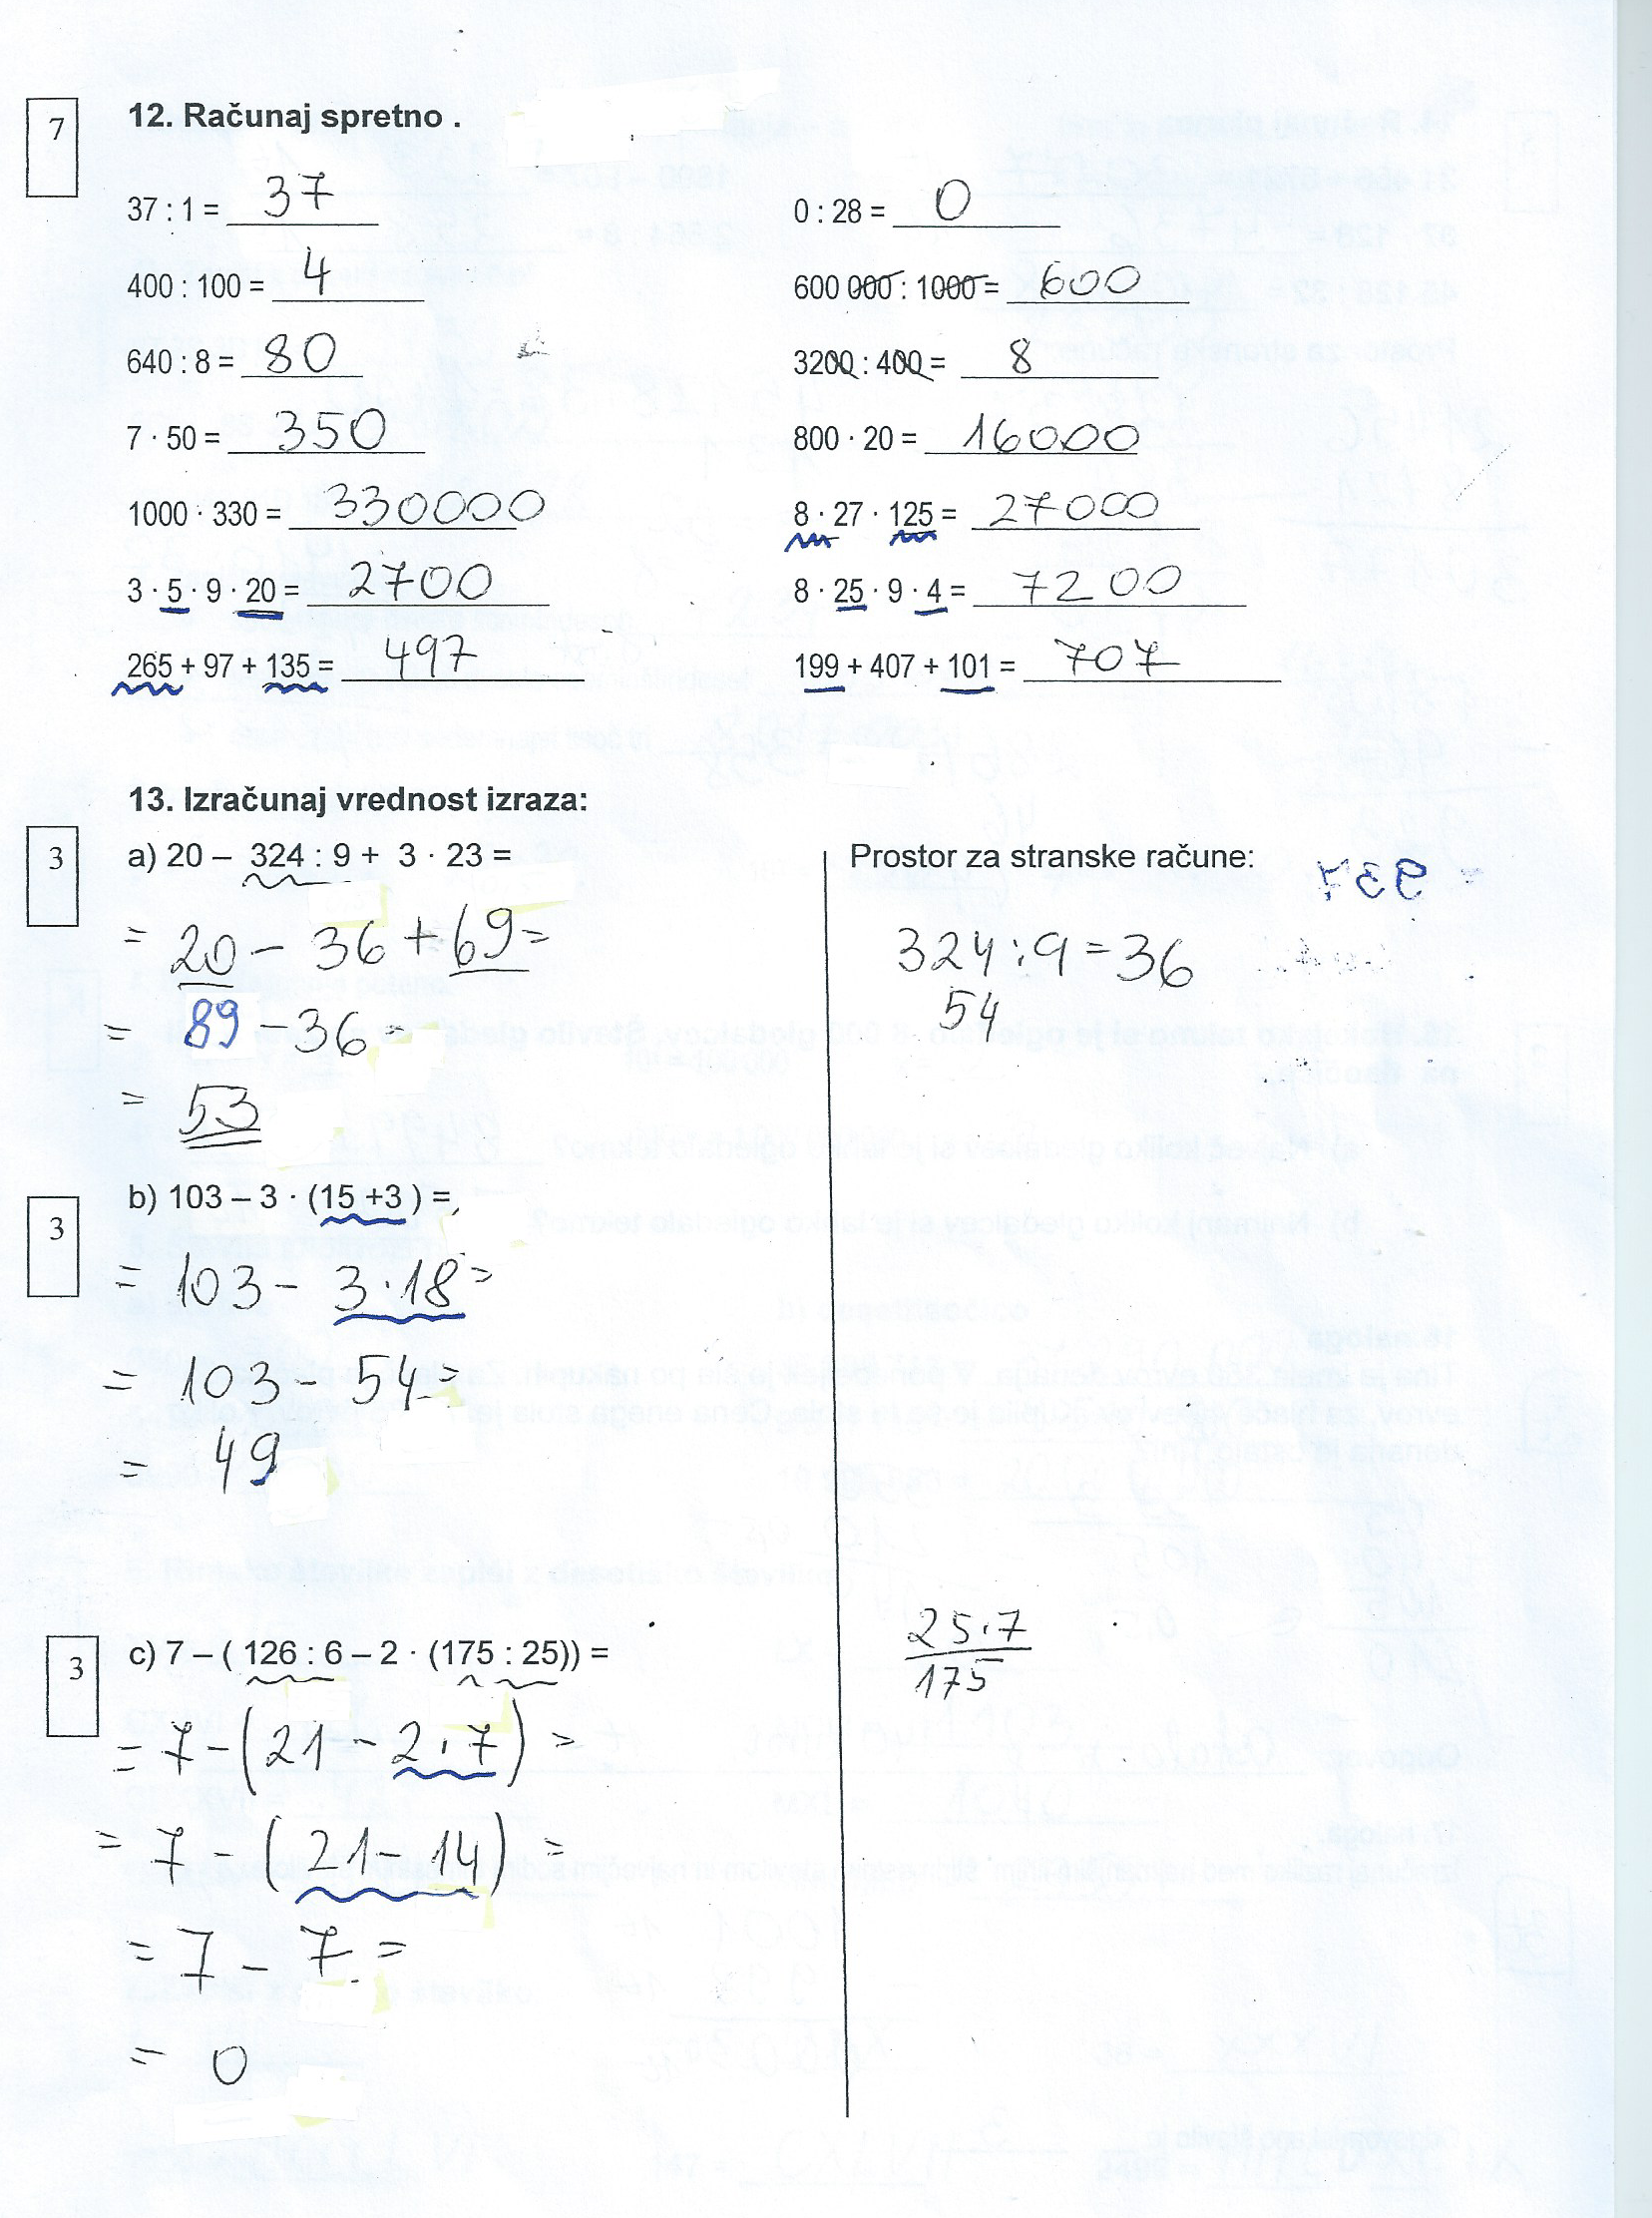 7
12. Računaj spretno .
37 : 1 = 37
0 : 28 = 0
400 : 100 = 4
600 000 : 1000 = 600
640 : 8 = 80
3200 : 400 = 8
7 · 50 = 350
800 · 20 = 16000
1000 · 330 = 330000
8 · 27 · 125 = 27000
3 · 5 · 9 · 20 = 2700
8 · 25 · 9 · 4 = 7200
265 + 97 + 135 = 497
199 + 407 + 101 = 707
13. Izračunaj vrednost izraza:
3
a) 20 – 324 : 9 + 3 · 23 =
= 20 - 36 + 69 =
= 89 - 36 =
= 53
Prostor za stranske račune:
324 : 9 = 36
54
3
b) 103 – 3 · (15 +3 ) =
= 103 - 3 · 18 =
= 103 - 54 =
= 49
3
c) 7 – ( 126 : 6 – 2 · (175 : 25)) =
= 7 - (21 - 2 · 7) =
= 7 - (21 - 14) =
= 7 - 7 =
= 0
25 · 7
175